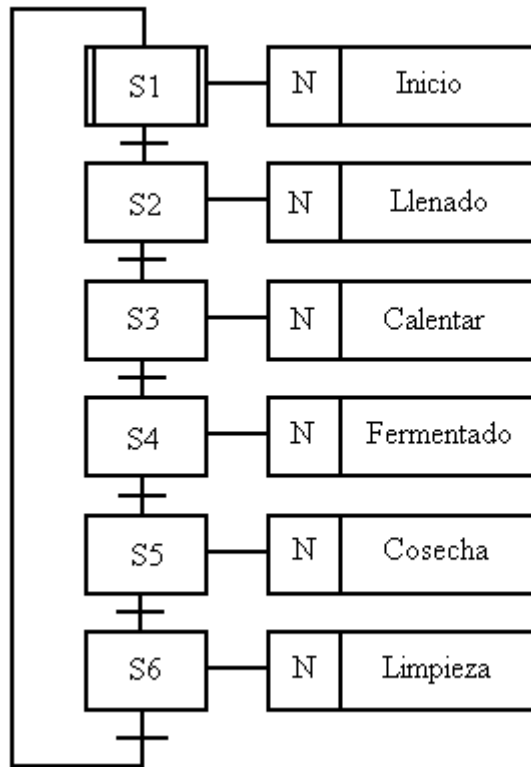 S1 N Inicio
S2 N Llenado
S3 N Calentar
S4 N Fermentado
S5 N Cosecha
S6 N Limpieza